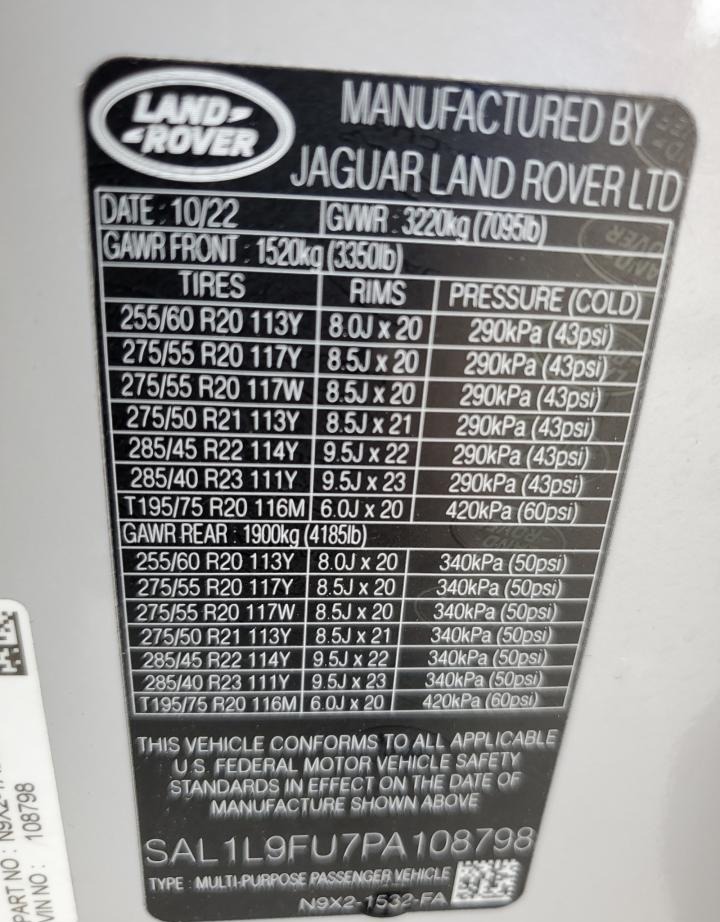 LAND
ROVER
MANUFACTURED BY
JAGUAR LAND ROVER LTD
DATE : 10/22 GVWR : 3220kg (7095lb)
GAWR FRONT : 1520kg (3350lb)
TIRES RIMS PRESSURE (COLD)
255/60 R20 113Y 8.0J x 20 290kPa (43psi)
275/55 R20 117Y 8.5J x 20 290kPa (43psi)
275/55 R20 117W 8.5J x 20 290kPa (43psi)
275/50 R21 113Y 8.5J x 21 290kPa (43psi)
285/45 R22 114Y 9.5J x 22 290kPa (43psi)
285/40 R23 111Y 9.5J x 23 290kPa (43psi)
T195/75 R20 116M 6.0J x 20 420kPa (60psi)
GAWR REAR : 1900kg (4185lb)
255/60 R20 113Y 8.0J x 20 340kPa (50psi)
275/55 R20 117Y 8.5J x 20 340kPa (50psi)
275/55 R20 117W 8.5J x 20 340kPa (50psi)
275/50 R21 113Y 8.5J x 21 340kPa (50psi)
285/45 R22 114Y 9.5J x 22 340kPa (50psi)
285/40 R23 111Y 9.5J x 23 340kPa (50psi)
T195/75 R20 116M 6.0J x 20 420kPa (60psi)
THIS VEHICLE CONFORMS TO ALL APPLICABLE
U.S. FEDERAL MOTOR VEHICLE SAFETY
STANDARDS IN EFFECT ON THE DATE OF
MANUFACTURE SHOWN ABOVE
SAL1L9FU7PA108798
TYPE : MULTI-PURPOSE PASSENGER VEHICLE
N9X2-1532-FA
PART NO : N9X2-
VIN NO : 108798